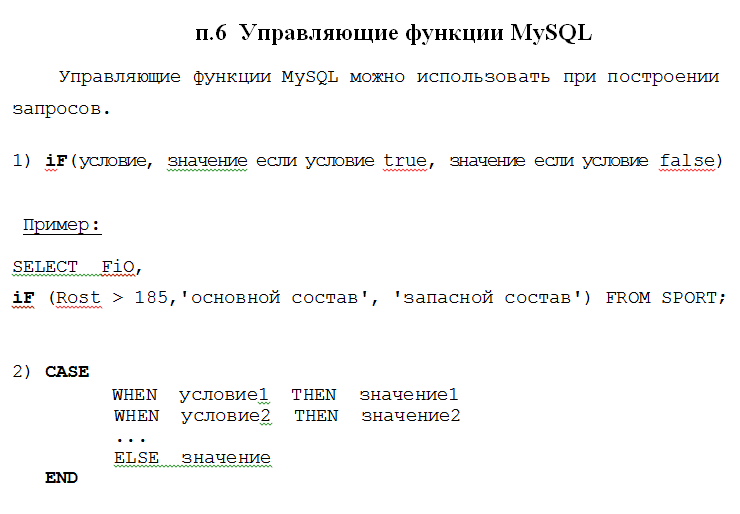 п.6 Управляющие функции MySQL
Управляющие функции MySQL можно использовать при построении
запросов.
1) iF(условие, значение если условие true, значение если условие false)
Пример:
SELECT FiO,
iF (Rost > 185,'основной состав', 'запасной состав') FROM SPORT;
2) CASE
WHEN условие1 THEN значение1
WHEN условие2 THEN значение2
...
ELSE значение
END